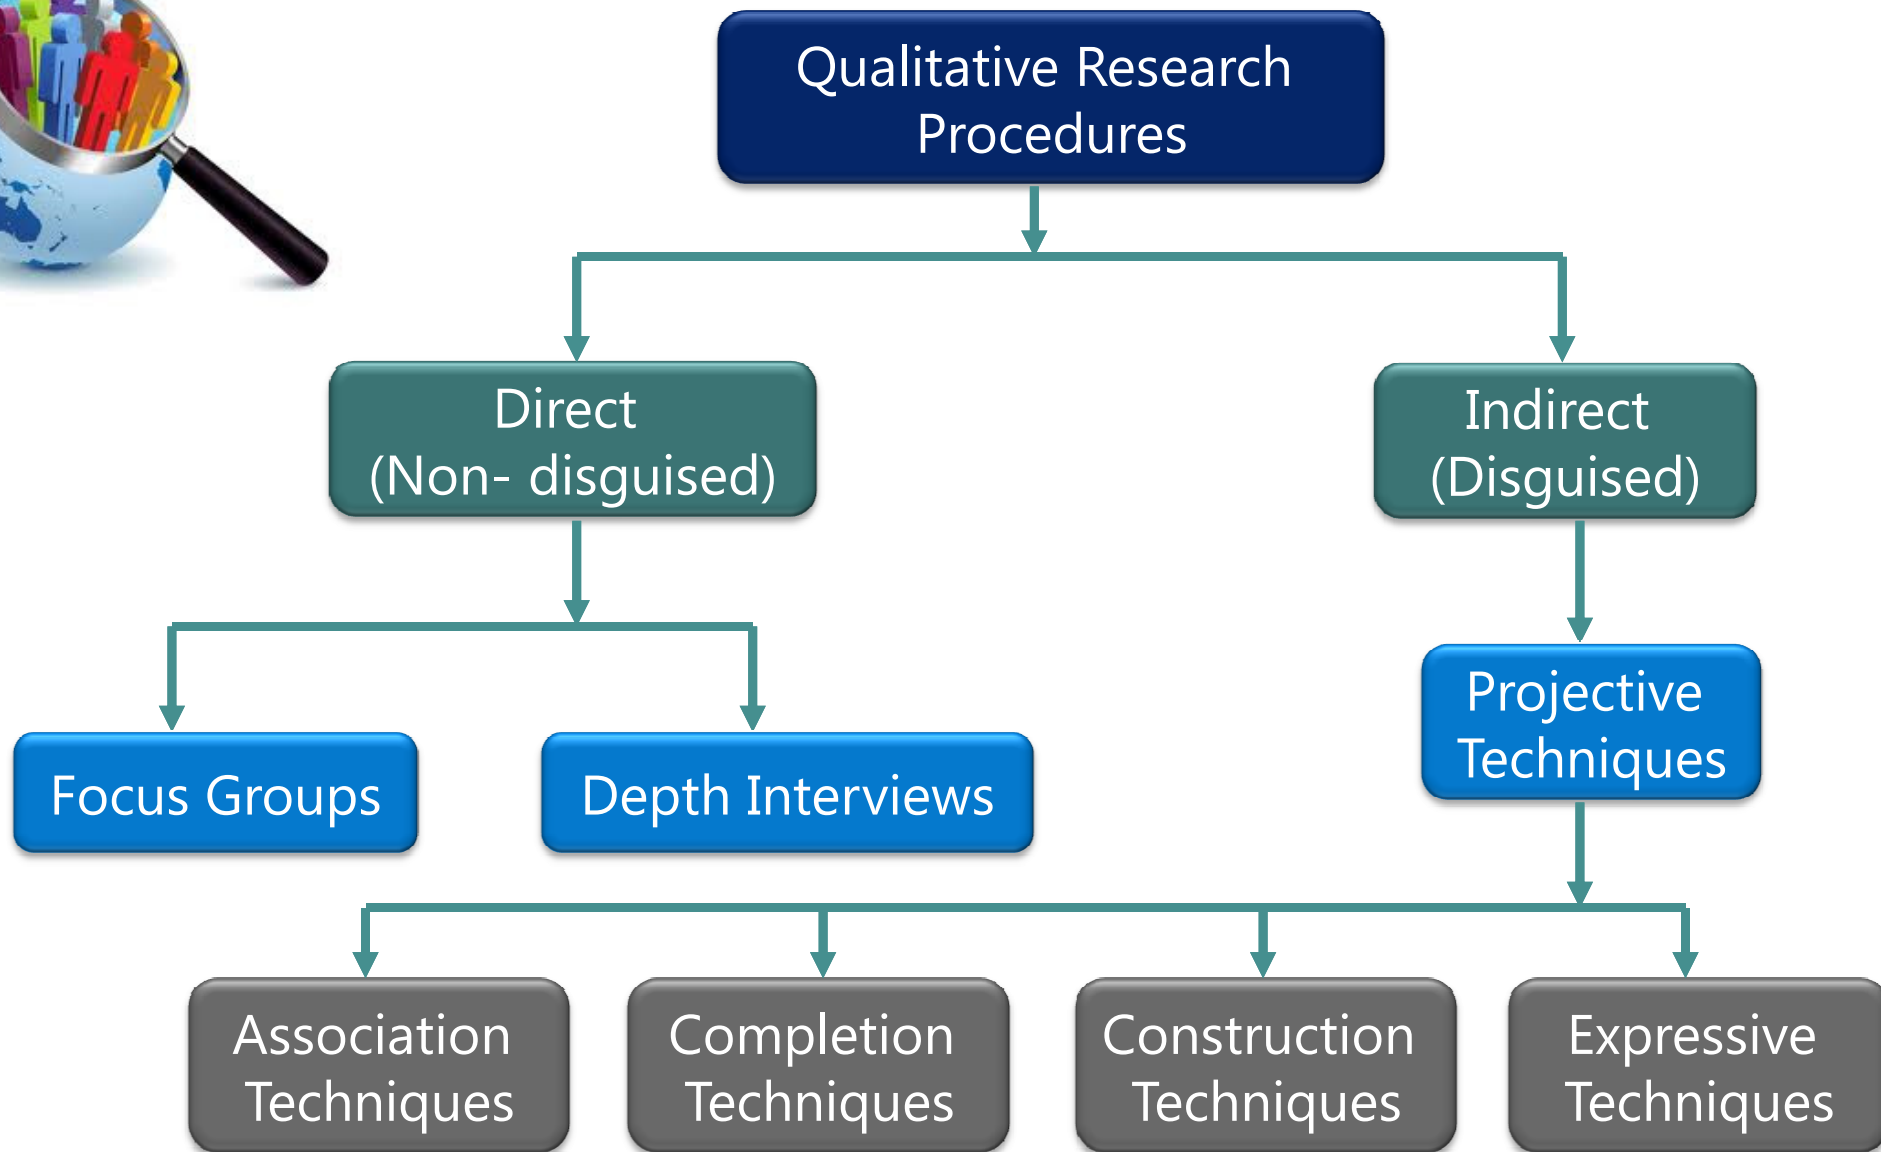 Qualitative Research
Procedures
Direct
(Non- disguised)
Indirect
(Disguised)
Focus Groups
Depth Interviews
Projective
Techniques
Association
Techniques
Completion
Techniques
Construction
Techniques
Expressive
Techniques